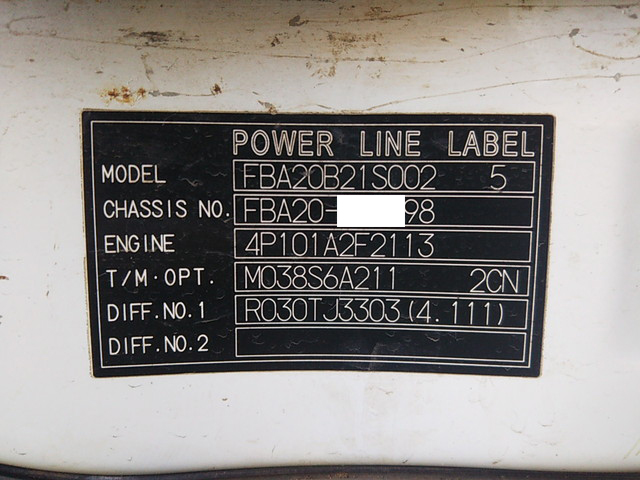 POWER LINE LABEL
MODEL FBA20B21S002 5
CHASSIS NO. FBA20- 98
ENGINE 4P101A2F2113
T/M·OPT. M038S6A211 2CN
DIFF.NO.1 R030TJ3303(4.111)
DIFF.NO.2